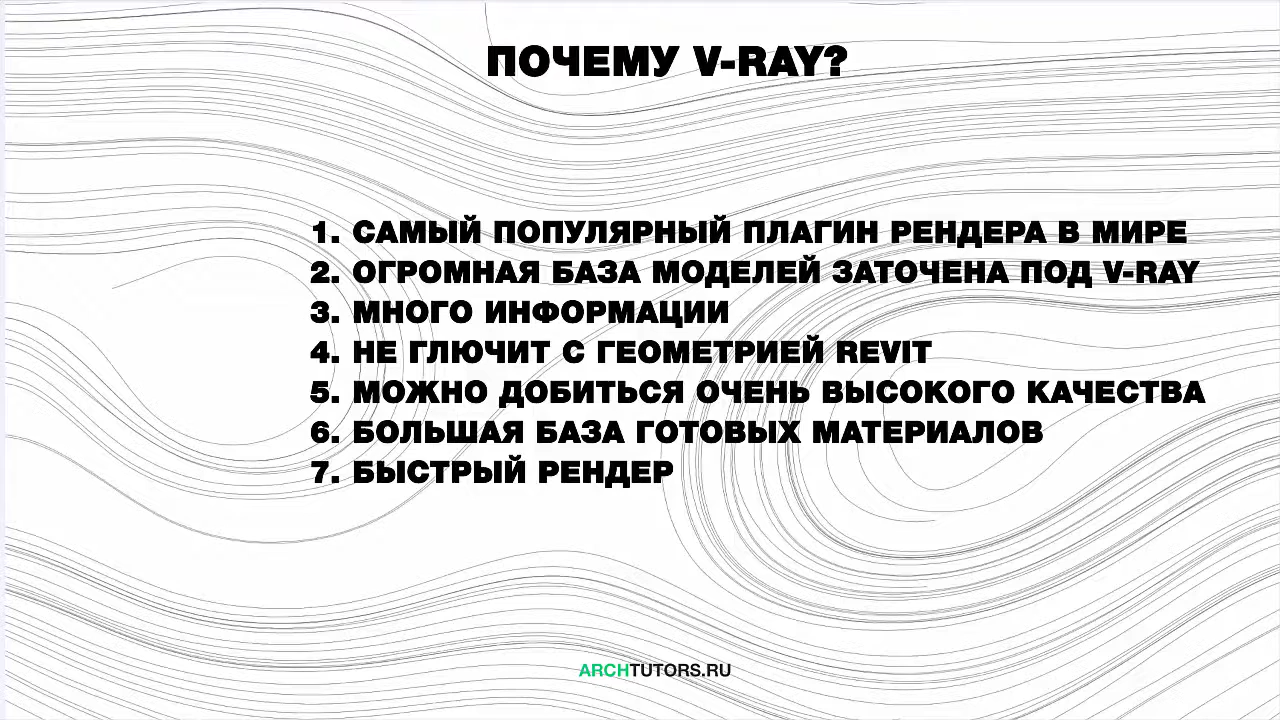 ПОЧЕМУ V-RAY?
1. САМЫЙ ПОПУЛЯРНЫЙ ПЛАГИН РЕНДЕРА В МИРЕ
2. ОГРОМНАЯ БАЗА МОДЕЛЕЙ ЗАТОЧЕНА ПОД V-RAY
3. МНОГО ИНФОРМАЦИИ
4. НЕ ГЛЮЧИТ С ГЕОМЕТРИЕЙ REVIT
5. МОЖНО ДОБИТЬСЯ ОЧЕНЬ ВЫСОКОГО КАЧЕСТВА
6. БОЛЬШАЯ БАЗА ГОТОВЫХ МАТЕРИАЛОВ
7. БЫСТРЫЙ РЕНДЕР
ARCHTUTORS.RU